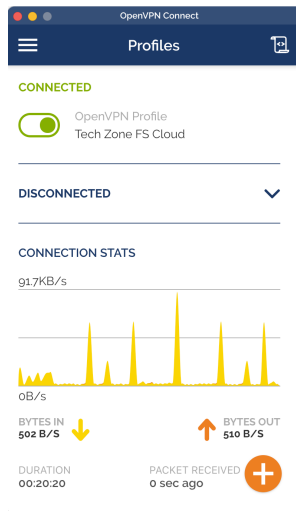 OpenVPN Connect
Profiles
CONNECTED
OpenVPN Profile
Tech Zone FS Cloud
DISCONNECTED
CONNECTION STATS
91.7KB/s
0B/s
BYTES IN
502 B/S
BYTES OUT
510 B/S
DURATION
00:20:20
PACKET RECEIVED
0 sec ago